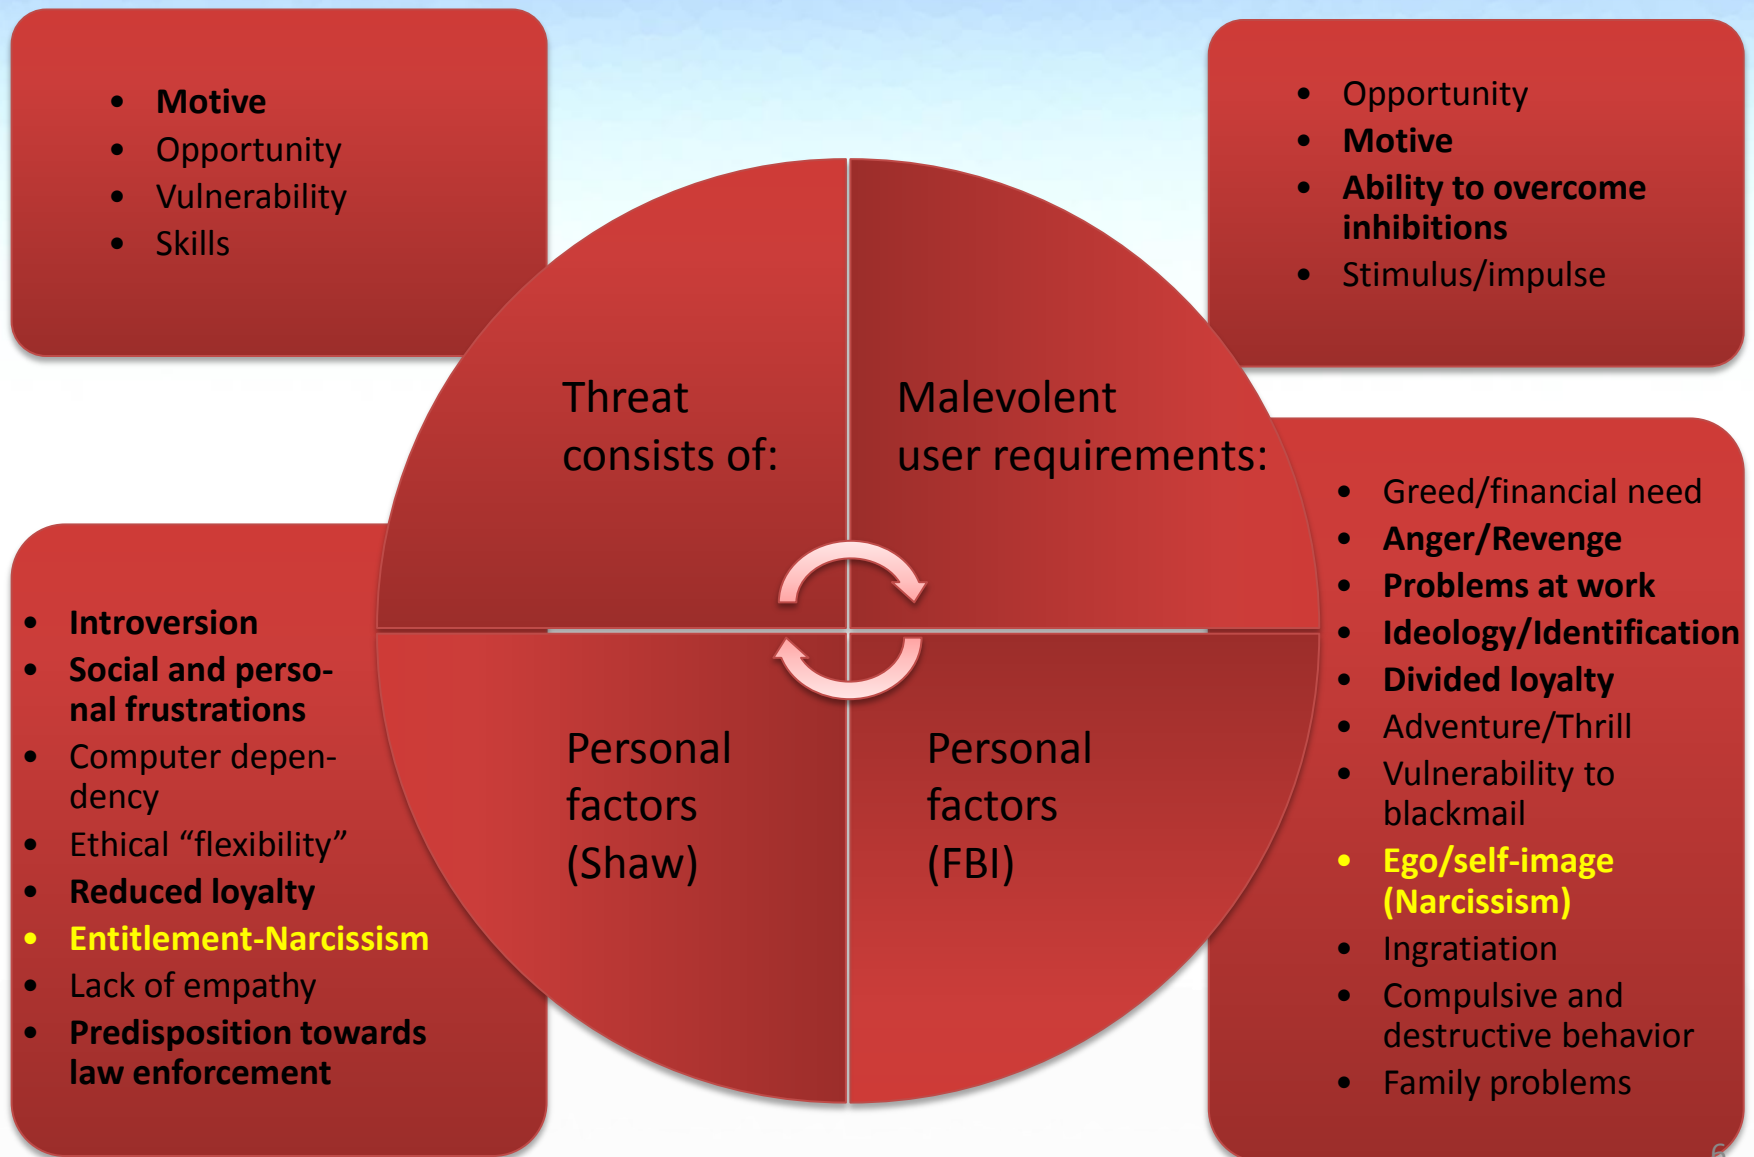 • Motive
• Opportunity
• Vulnerability
• Skills
• Opportunity
• Motive
• Ability to overcome
inhibitions
• Stimulus/impulse
Threat
consists of:
Malevolent
user requirements:
• Introversion
• Social and perso-
nal frustrations
• Computer depen-
dency
• Ethical “flexibility”
• Reduced loyalty
• Entitlement-Narcissism
• Lack of empathy
• Predisposition towards
law enforcement
Personal
factors
(Shaw)
Personal
factors
(FBI)
• Greed/financial need
• Anger/Revenge
• Problems at work
• Ideology/Identification
• Divided loyalty
• Adventure/Thrill
• Vulnerability to
blackmail
• Ego/self-image
(Narcissism)
• Ingratiation
• Compulsive and
destructive behavior
• Family problems
6